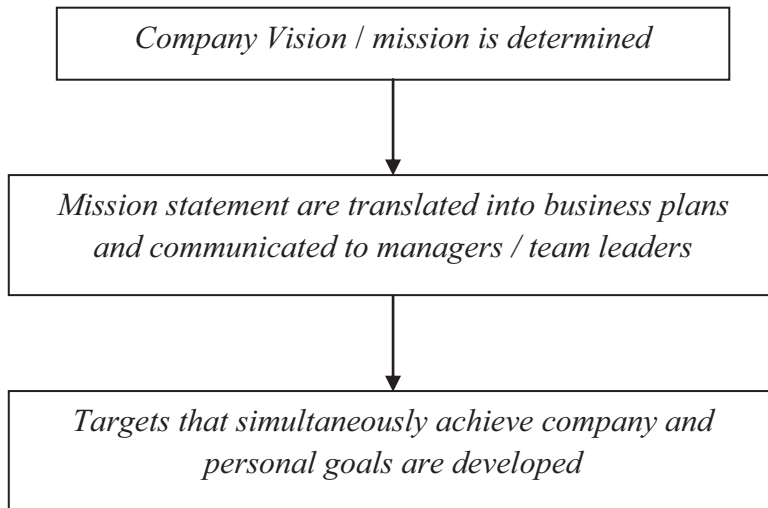 Company Vision / mission is determined
Mission statement are translated into business plans
and communicated to managers / team leaders
Targets that simultaneously achieve company and
personal goals are developed